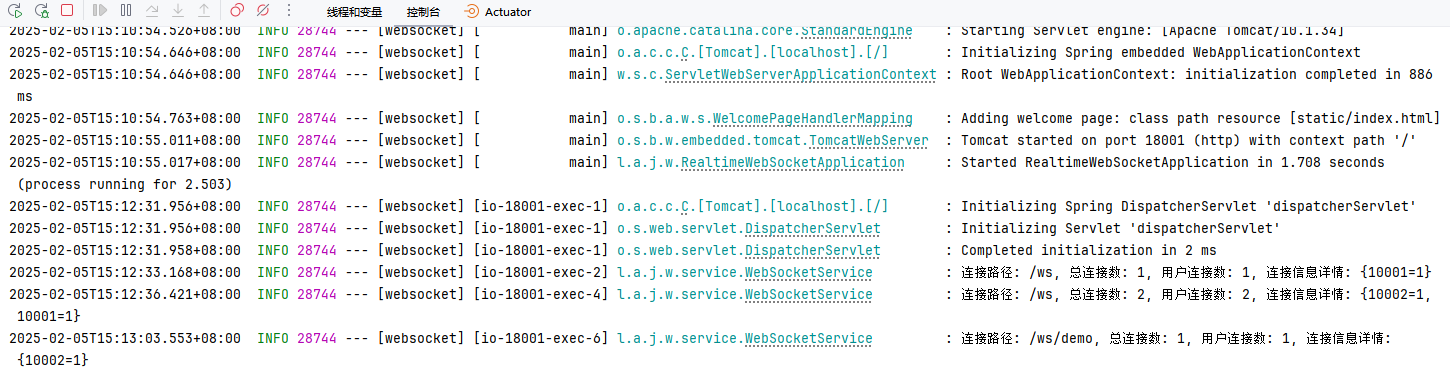 线程和变量 控制台 Actuator
2025-02-05T15:10:54.526+08:00  INFO 28744 --- [websocket] [           main] o.apache.catalina.core.StandardEngine    : Starting Servlet engine: [Apache Tomcat/10.1.34]
2025-02-05T15:10:54.646+08:00  INFO 28744 --- [websocket] [           main] o.a.c.c.C.[Tomcat].[localhost].[/]       : Initializing Spring embedded WebApplicationContext
2025-02-05T15:10:54.646+08:00  INFO 28744 --- [websocket] [           main] w.s.c.ServletWebServerApplicationContext : Root WebApplicationContext: initialization completed in 886
ms
2025-02-05T15:10:54.763+08:00  INFO 28744 --- [websocket] [           main] o.s.b.a.w.s.WelcomePageHandlerMapping    : Adding welcome page: class path resource [static/index.html]
2025-02-05T15:10:55.011+08:00  INFO 28744 --- [websocket] [           main] o.s.b.w.embedded.tomcat.TomcatWebServer  : Tomcat started on port 18001 (http) with context path '/'
2025-02-05T15:10:55.017+08:00  INFO 28744 --- [websocket] [           main] l.a.j.w.RealtimeWebSocketApplication     : Started RealtimeWebSocketApplication in 1.708 seconds
(process running for 2.503)
2025-02-05T15:12:31.956+08:00  INFO 28744 --- [websocket] [io-18001-exec-1] o.a.c.c.C.[Tomcat].[localhost].[/]       : Initializing Spring DispatcherServlet 'dispatcherServlet'
2025-02-05T15:12:31.956+08:00  INFO 28744 --- [websocket] [io-18001-exec-1] o.s.web.servlet.DispatcherServlet        : Initializing Servlet 'dispatcherServlet'
2025-02-05T15:12:31.958+08:00  INFO 28744 --- [websocket] [io-18001-exec-1] o.s.web.servlet.DispatcherServlet        : Completed initialization in 2 ms
2025-02-05T15:12:33.168+08:00  INFO 28744 --- [websocket] [io-18001-exec-2] l.a.j.w.service.WebSocketService         : 连接路径: /ws, 总连接数: 1, 用户连接数: 1, 连接信息详情: {10001=1}
2025-02-05T15:12:36.421+08:00  INFO 28744 --- [websocket] [io-18001-exec-4] l.a.j.w.service.WebSocketService         : 连接路径: /ws, 总连接数: 2, 用户连接数: 2, 连接信息详情: {10002=1,
10001=1}
2025-02-05T15:13:03.553+08:00  INFO 28744 --- [websocket] [io-18001-exec-6] l.a.j.w.service.WebSocketService         : 连接路径: /ws/demo, 总连接数: 1, 用户连接数: 1, 连接信息详情:
{10002=1}